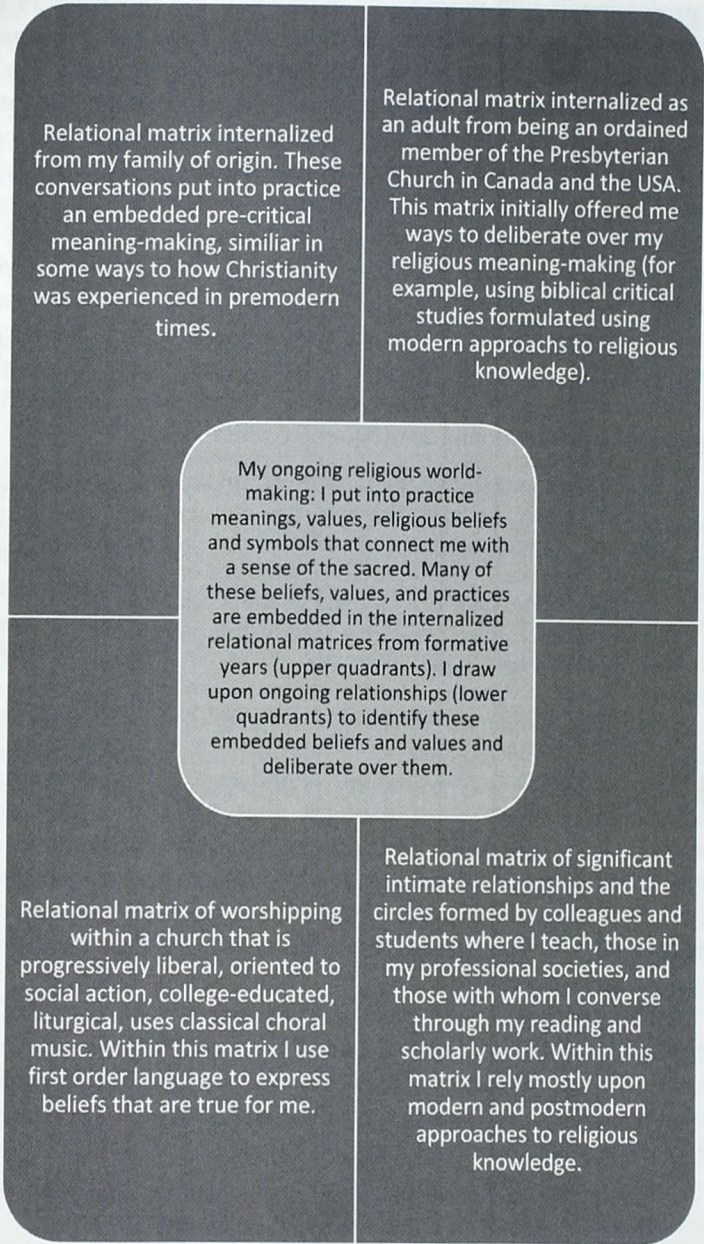 Relational matrix internalized
from my family of origin. These
conversations put into practice
an embedded pre-critical
meaning-making, similiar in
some ways to how Christianity
was experienced in premodern
times.
Relational matrix internalized as
an adult from being an ordained
member of the Presbyterian
Church in Canada and the USA.
This matrix initially offered me
ways to deliberate over my
religious meaning-making (for
example, using biblical critical
studies formulated using
modern approachs to religious
knowledge).
My ongoing religious world-
making: I put into practice
meanings, values, religious beliefs
and symbols that connect me with
a sense of the sacred. Many of
these beliefs, values, and practices
are embedded in the internalized
relational matrices from formative
years (upper quadrants). I draw
upon ongoing relationships (lower
quadrants) to identify these
embedded beliefs and values and
deliberate over them.
Relational matrix of worshipping
within a church that is
progressively liberal, oriented to
social action, college-educated,
liturgical, uses classical choral
music. Within this matrix I use
first order language to express
beliefs that are true for me.
Relational matrix of significant
intimate relationships and the
circles formed by colleagues and
students where I teach, those in
my professional societies, and
those with whom I converse
through my reading and
scholarly work. Within this
matrix I rely mostly upon
modern and postmodern
approaches to religious
knowledge.